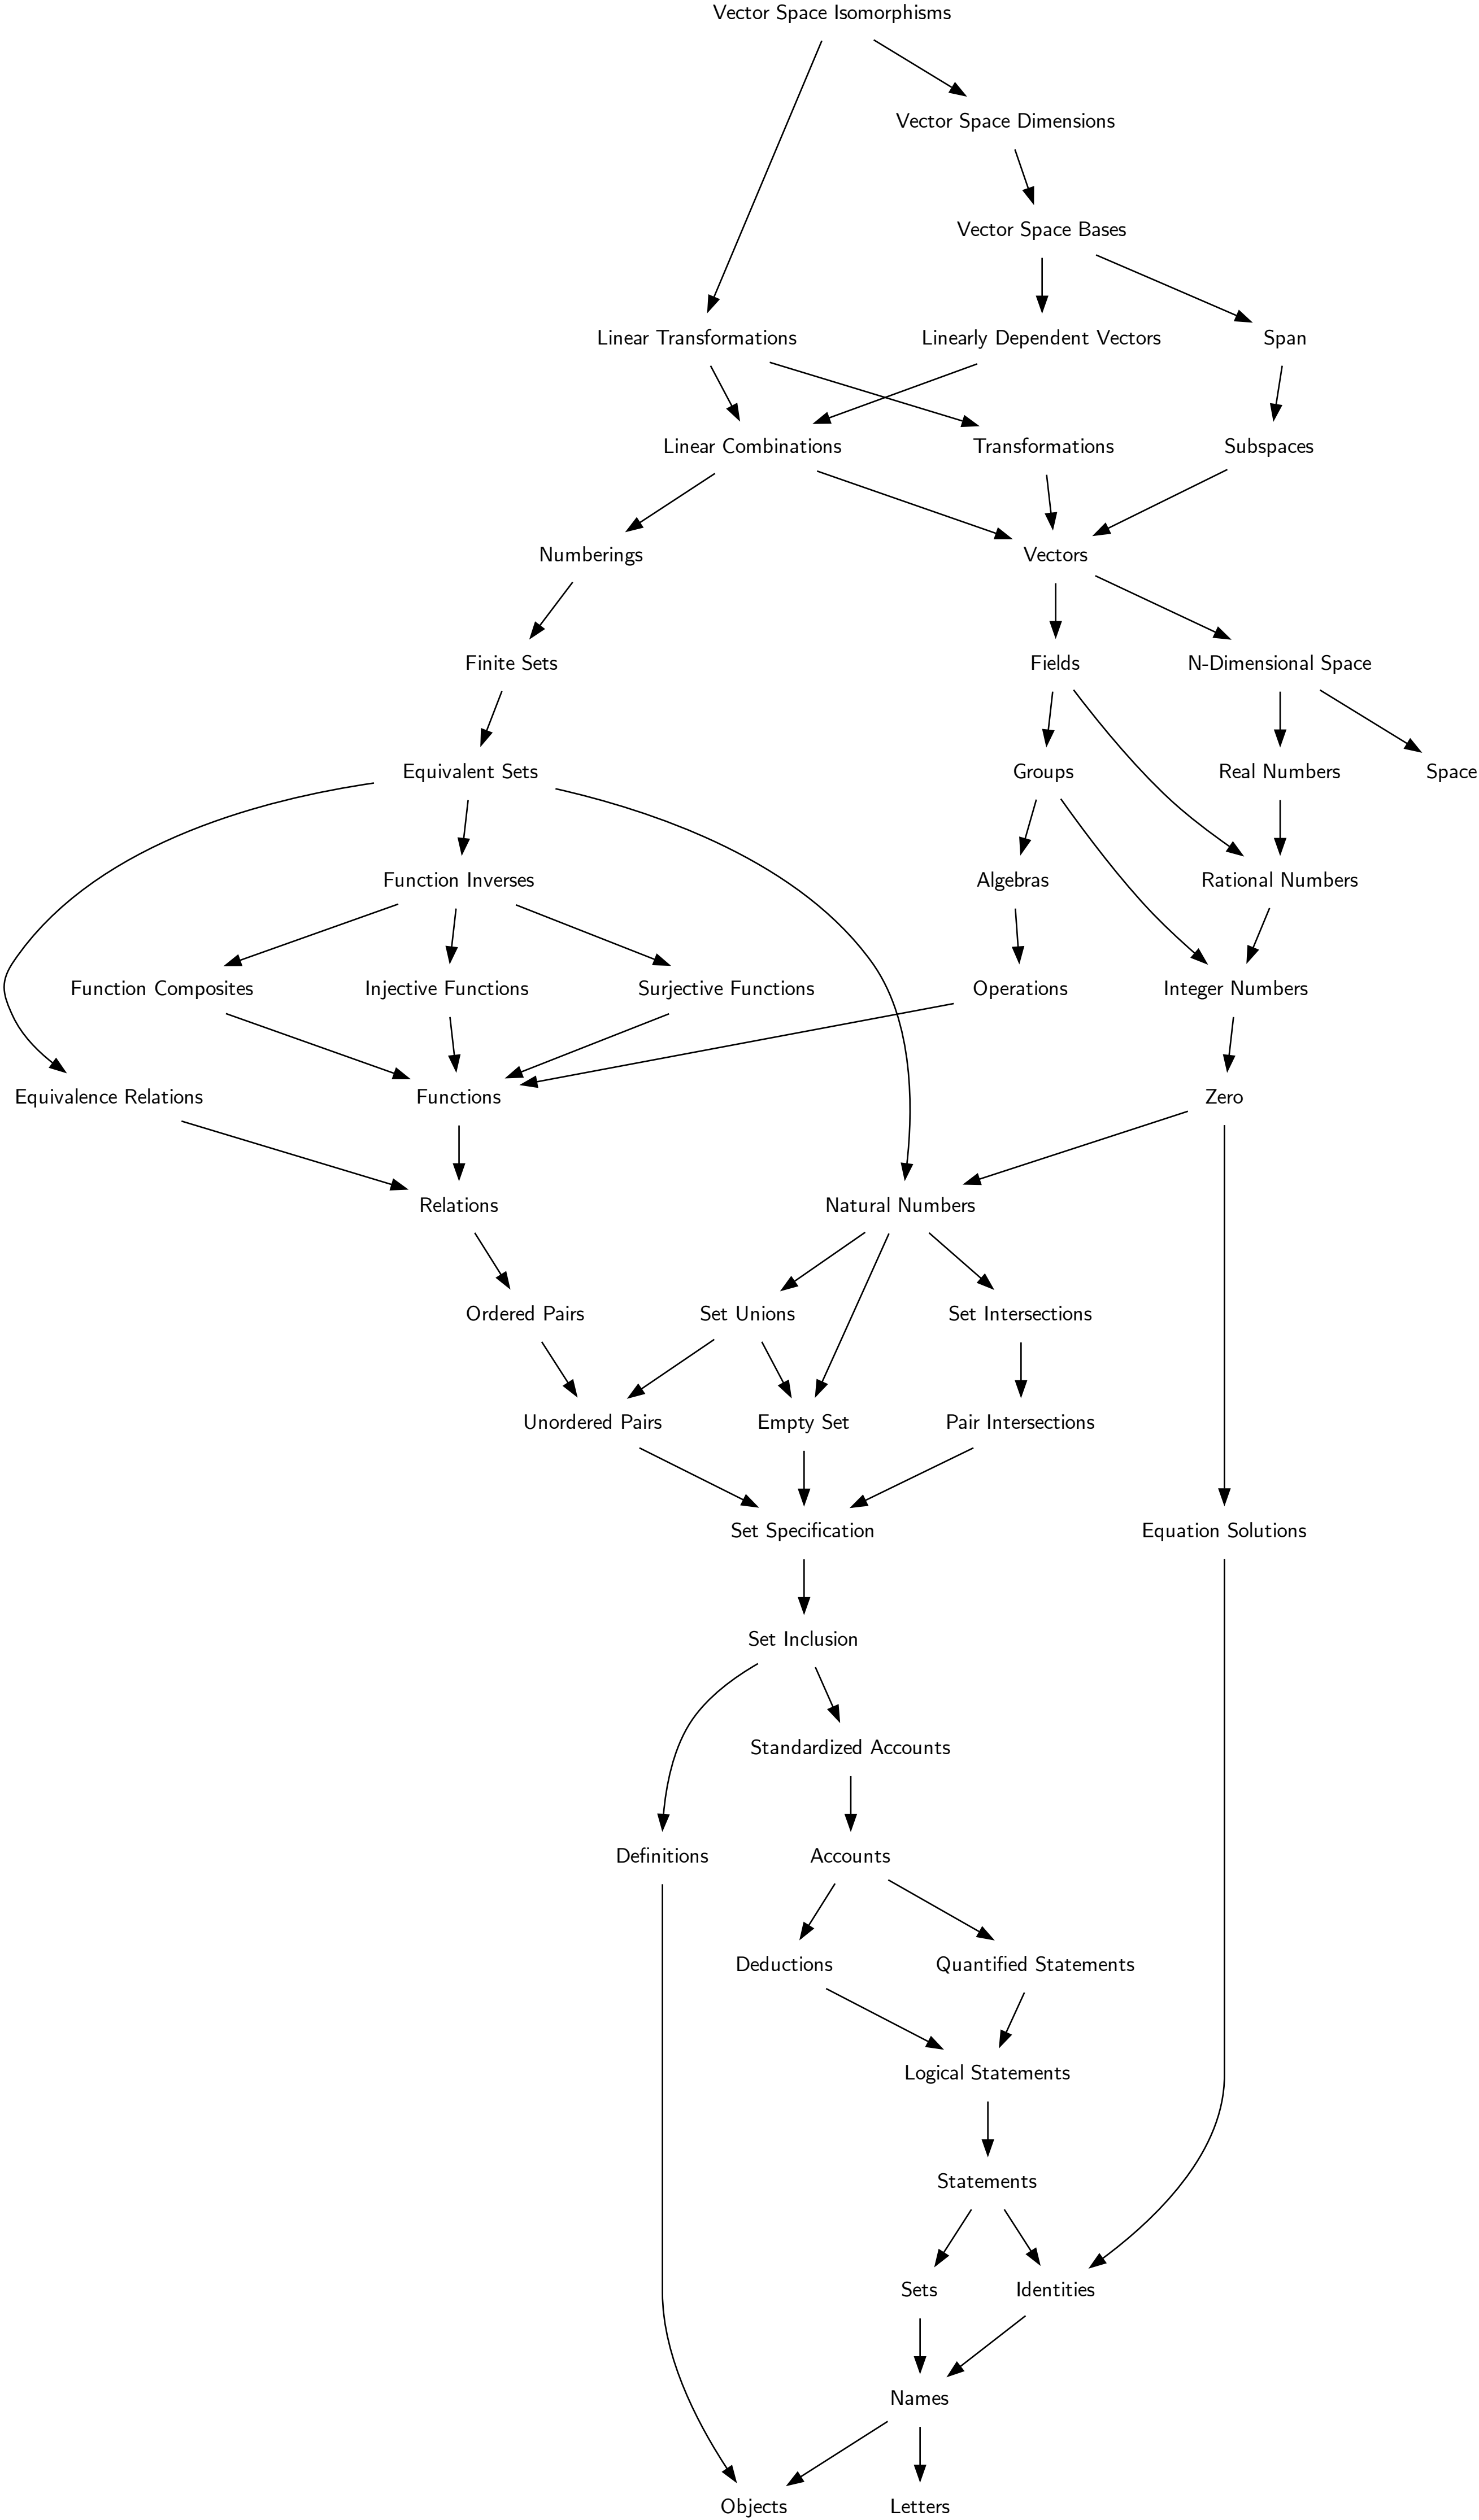 Vector Space Isomorphisms
Vector Space Dimensions
Vector Space Bases
Linear Transformations
Linearly Dependent Vectors
Span
Linear Combinations
Transformations
Subspaces
Numberings
Vectors
Finite Sets
Fields
N-Dimensional Space
Equivalent Sets
Groups
Real Numbers
Space
Function Inverses
Algebras
Rational Numbers
Function Composites
Injective Functions
Surjective Functions
Operations
Integer Numbers
Equivalence Relations
Functions
Zero
Relations
Natural Numbers
Ordered Pairs
Set Unions
Set Intersections
Unordered Pairs
Empty Set
Pair Intersections
Set Specification
Equation Solutions
Set Inclusion
Standardized Accounts
Definitions
Accounts
Deductions
Quantified Statements
Logical Statements
Statements
Sets
Identities
Names
Objects
Letters